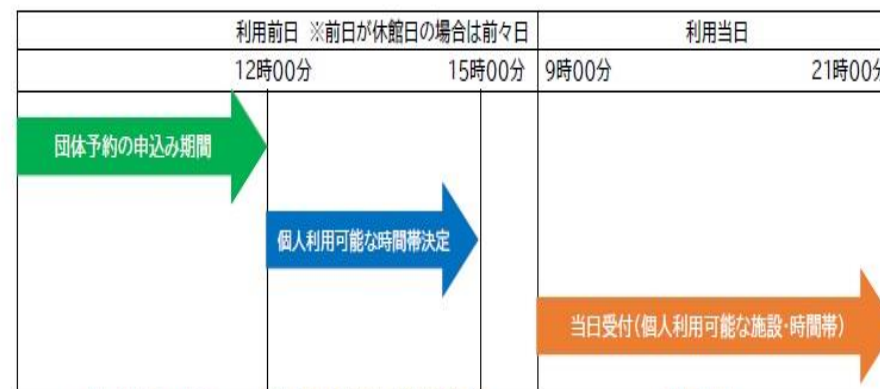 利用前日 ※前日が休館日の場合は前々日 利用当日
12時00分 15時00分 9時00分 21時00分
団体予約の申込み期間
個人利用可能な時間帯決定
当日受付(個人利用可能な施設・時間帯)